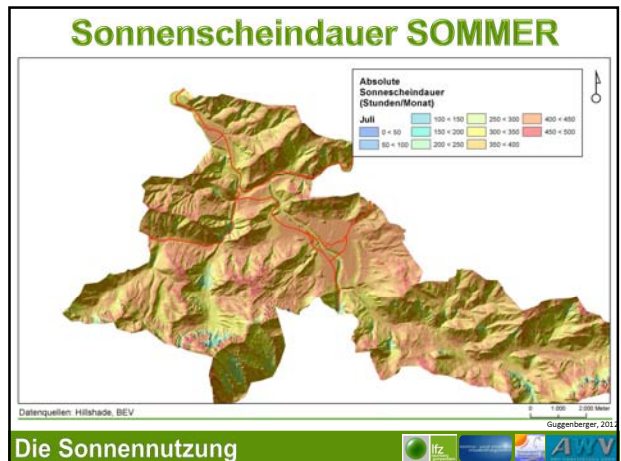 Sonnenscheindauer SOMMER
Absolute
Sonnescheindauer
(Stunden/Monat)
Juli
0 < 50
50 < 100
100 < 150
150 < 200
200 < 250
250 < 300
300 < 350
350 < 400
400 < 450
450 < 500
Datenquellen: Hillshade, BEV
0 1.000 2.000 Meter
Guggenberger, 2012
Die Sonnennutzung
lfz
AWV